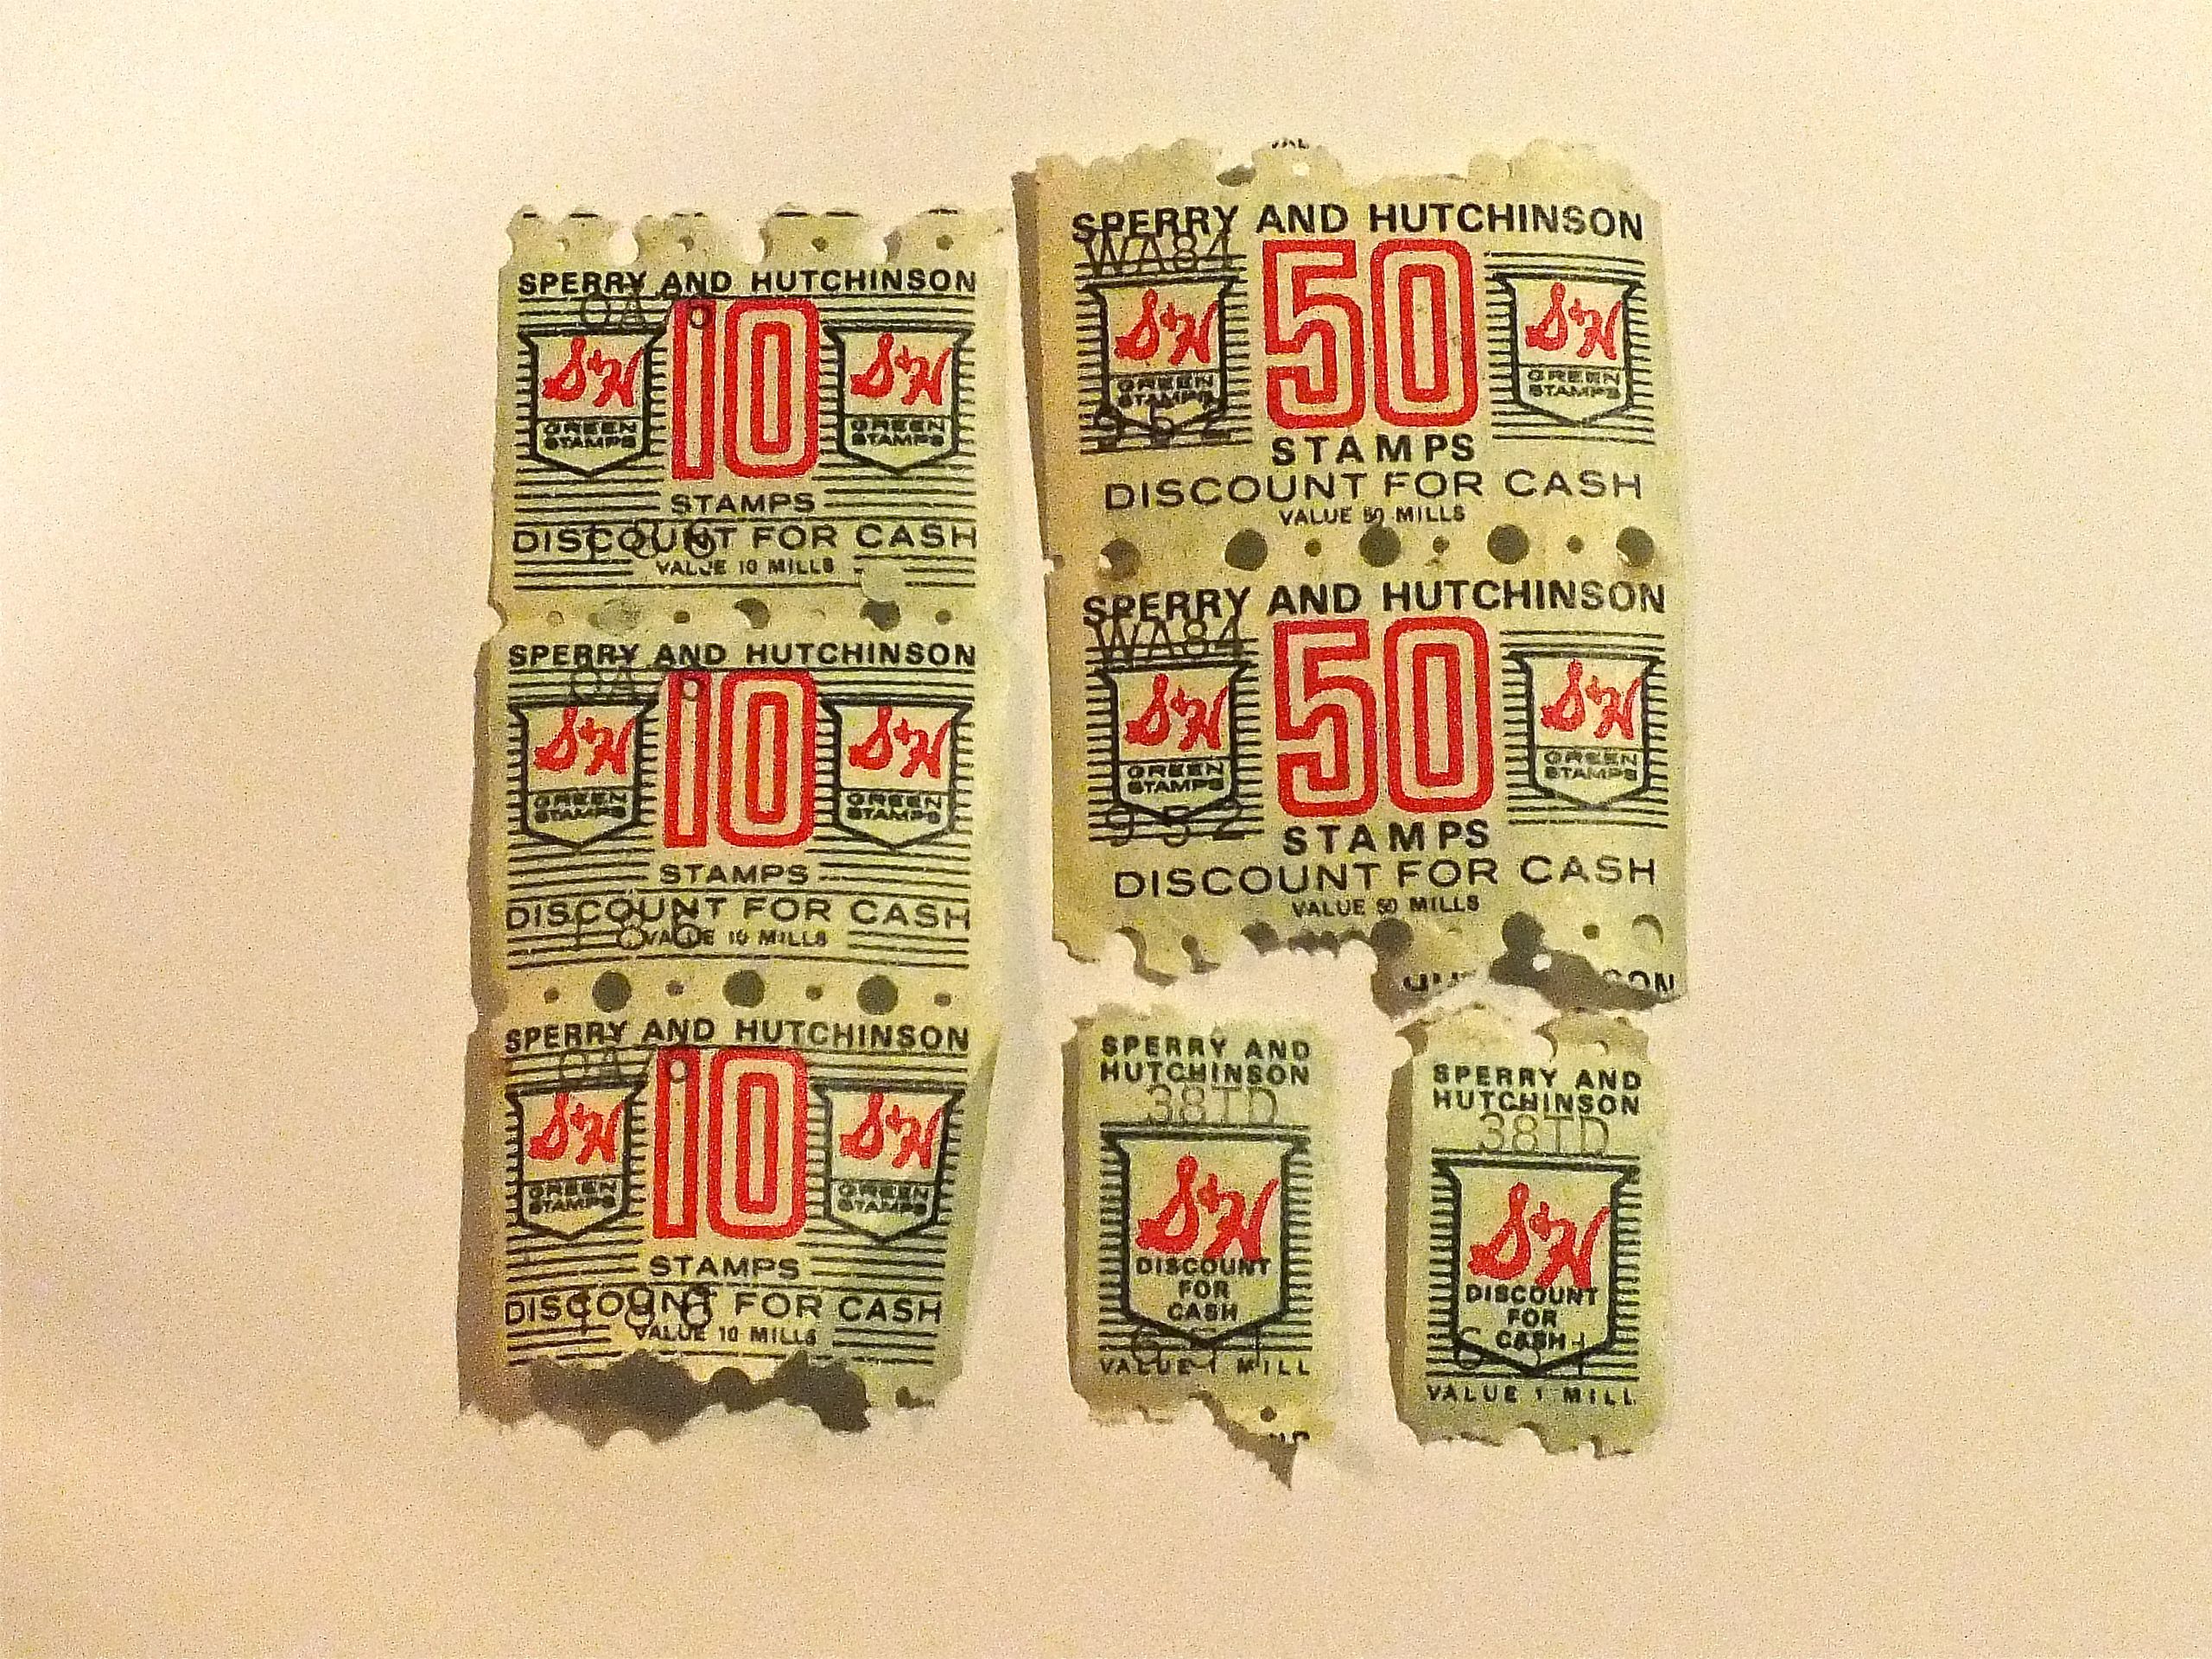 SPERRY AND HUTCHINSON
10
S&H S&H
GREEN STAMPS GREEN STAMPS
STAMPS
DISCOUNT FOR CASH
VALUE 10 MILLS
SPERRY AND HUTCHINSON
10
S&H S&H
GREEN STAMPS GREEN STAMPS
STAMPS
DISCOUNT FOR CASH
VALUE 10 MILLS
SPERRY AND HUTCHINSON
10
S&H S&H
GREEN STAMPS GREEN STAMPS
STAMPS
DISCOUNT FOR CASH
VALUE 10 MILLS
SPERRY AND HUTCHINSON
WA84
50
S&H S&H
GREEN STAMPS GREEN STAMPS
952
STAMPS
DISCOUNT FOR CASH
VALUE 50 MILLS
SPERRY AND HUTCHINSON
WA84
50
S&H S&H
GREEN STAMPS GREEN STAMPS
952
STAMPS
DISCOUNT FOR CASH
VALUE 50 MILLS
SPERRY AND
HUTCHINSON
38TD
S&H
DISCOUNT
FOR
CASH
VALUE 1 MILL
SPERRY AND
HUTCHINSON
38TD
S&H
DISCOUNT
FOR
CASH
VALUE 1 MILL